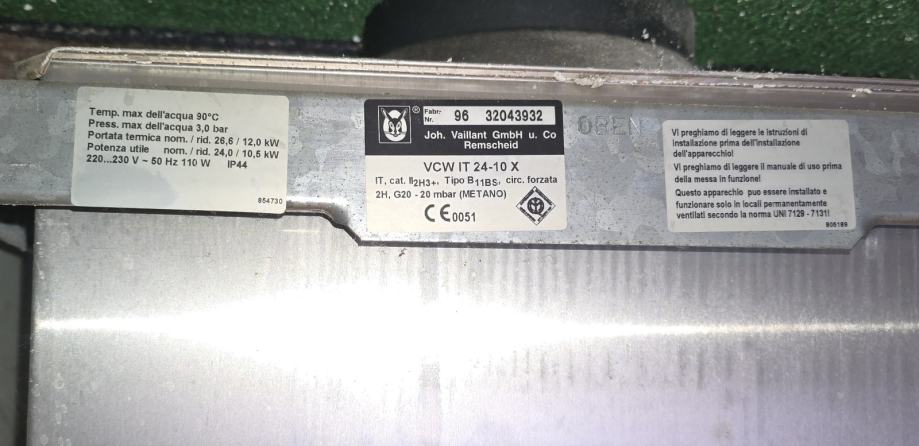 Temp. max dell'acqua 90°C
Press. max dell'acqua 3,0 bar
Portata termica nom. / rid. 26,6 / 12,0 kW
Potenza utile nom. / rid. 24,0 / 10,5 kW
220...230 V ~ 50 Hz 110 W IP44
854730
®
Fabr.- Nr. 96 32043932
Joh. Vaillant GmbH u. Co
Remscheid
VCW IT 24-10 X
IT, cat. II2H3+, Tipo B11BS, circ. forzata
2H, G20 - 20 mbar (METANO)
CE 0051
OPEN
Vi preghiamo di leggere le istruzioni di
installazione prima dell'installazione
dell'apparecchio!
Vi preghiamo di leggere il manuale di uso prima
della messa in funzione!
Questo apparecchio può essere installato e
funzionare solo in locali permanentemente
ventilati secondo la norma UNI 7129 - 7131!